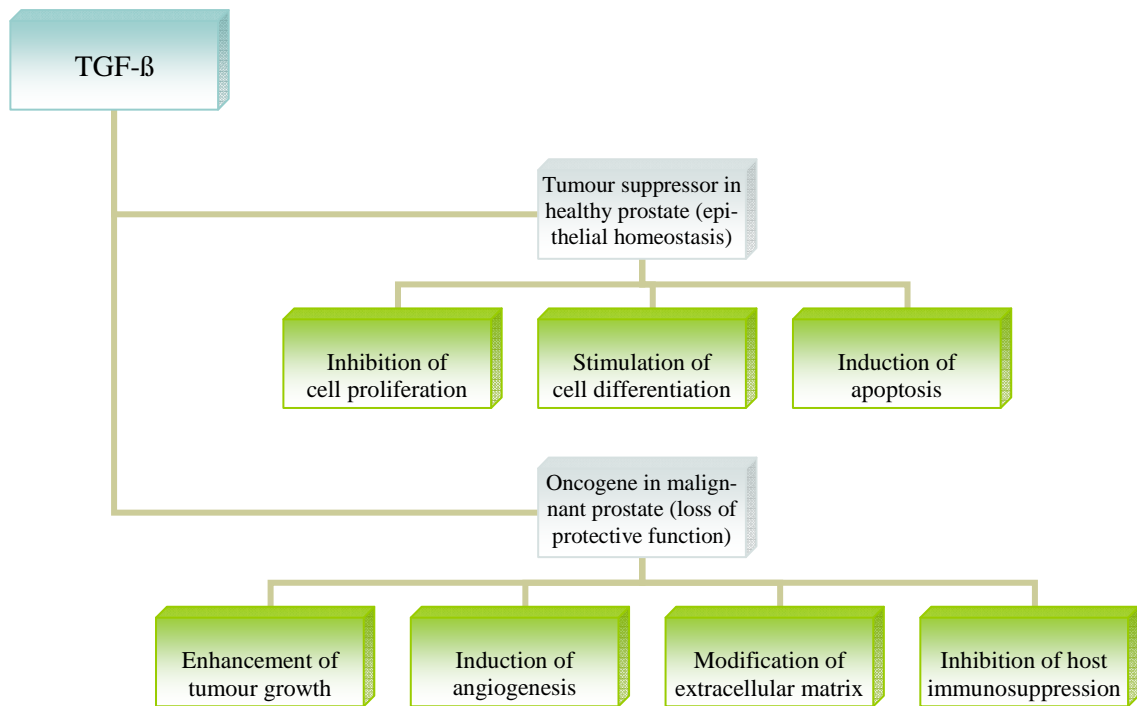 TGF-ß
Tumour suppressor in
healthy prostate (epi-
thelial homeostasis)
Inhibition of
cell proliferation
Stimulation of
cell differentiation
Induction of
apoptosis
Oncogene in malign-
nant prostate (loss of
protective function)
Enhancement of
tumour growth
Induction of
angiogenesis
Modification of
extracellular matrix
Inhibition of host
immunosuppression